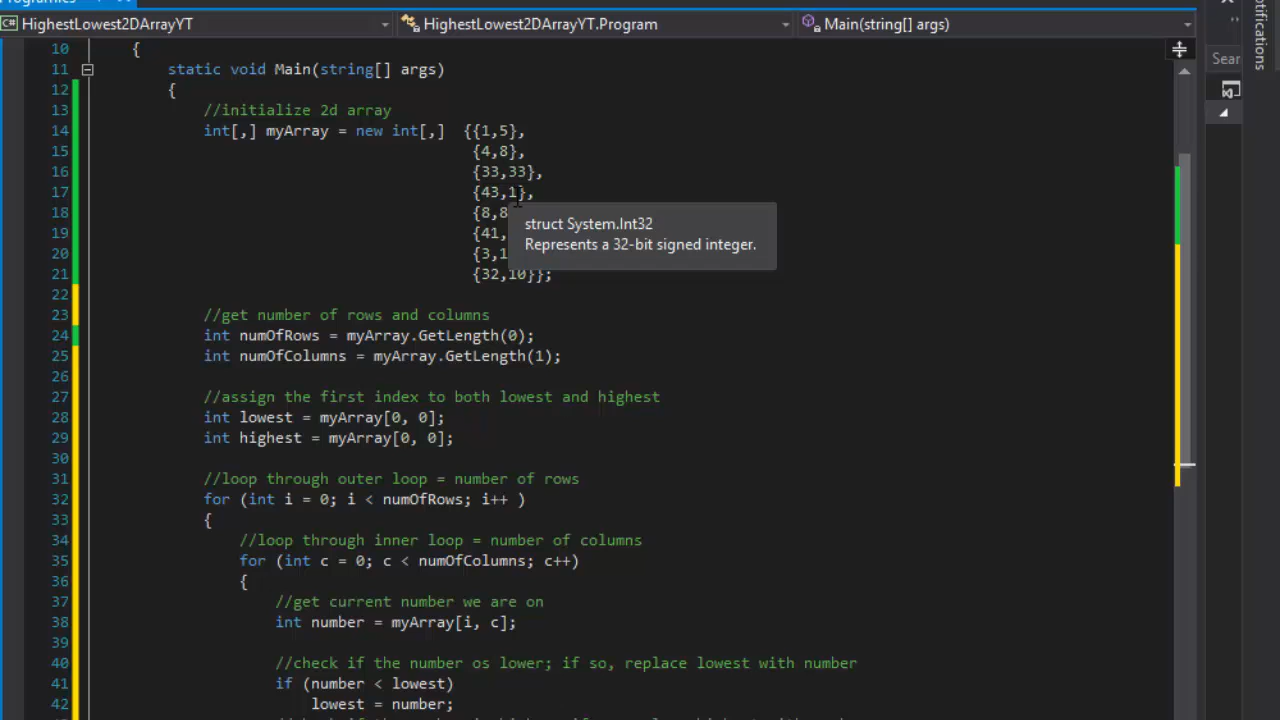 HighestLowest2DArrayYT HighestLowest2DArrayYT.Program Main(string[] args)
Notifications
Sear
10 {
11 static void Main(string[] args)
12 {
13 //initialize 2d array
14 int[,] myArray = new int[,] {{1,5},
15 {4,8},
16 {33,33},
17 {43,1},
18 {8,8
19 {41,
20 {3,1
21 {32,10}};
struct System.Int32
Represents a 32-bit signed integer.
22
23 //get number of rows and columns
24 int numOfRows = myArray.GetLength(0);
25 int numOfColumns = myArray.GetLength(1);
26
27 //assign the first index to both lowest and highest
28 int lowest = myArray[0, 0];
29 int highest = myArray[0, 0];
30
31 //loop through outer loop = number of rows
32 for (int i = 0; i < numOfRows; i++ )
33 {
34 //loop through inner loop = number of columns
35 for (int c = 0; c < numOfColumns; c++)
36 {
37 //get current number we are on
38 int number = myArray[i, c];
39
40 //check if the number os lower; if so, replace lowest with number
41 if (number < lowest)
42 lowest = number;